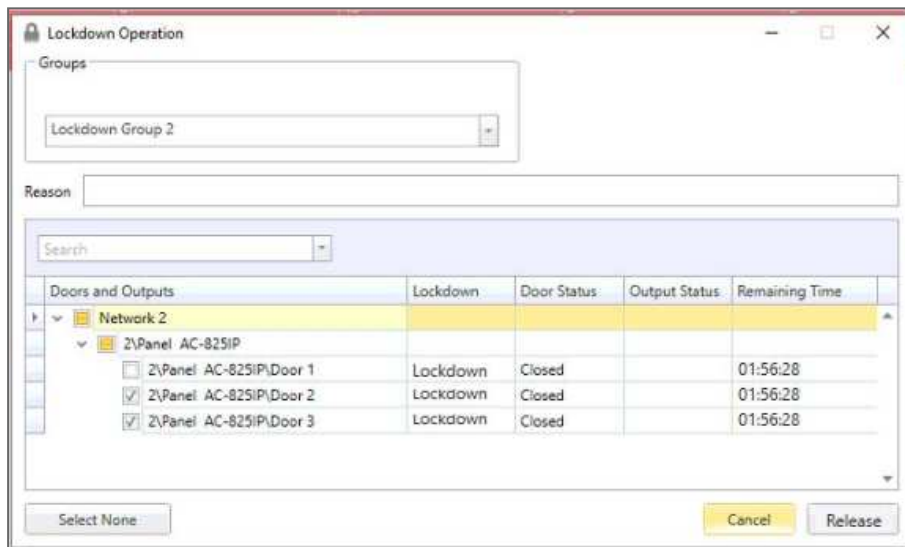 Lockdown Operation
Groups
Lockdown Group 2
Reason
Search
Doors and Outputs Lockdown Door Status Output Status Remaining Time
Network 2
2\Panel AC-825IP
2\Panel AC-825IP\Door 1 Lockdown Closed 01:56:28
2\Panel AC-825IP\Door 2 Lockdown Closed 01:56:28
2\Panel AC-825IP\Door 3 Lockdown Closed 01:56:28
Select None Cancel Release